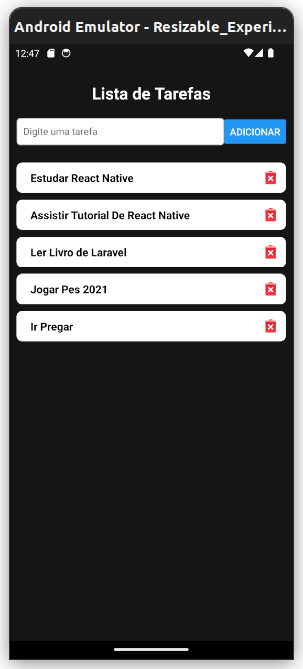 Android Emulator - Resizable_Experi...
12:47
Lista de Tarefas
Digite uma tarefa
ADICIONAR
Estudar React Native
Assistir Tutorial De React Native
Ler Livro de Laravel
Jogar Pes 2021
Ir Pregar